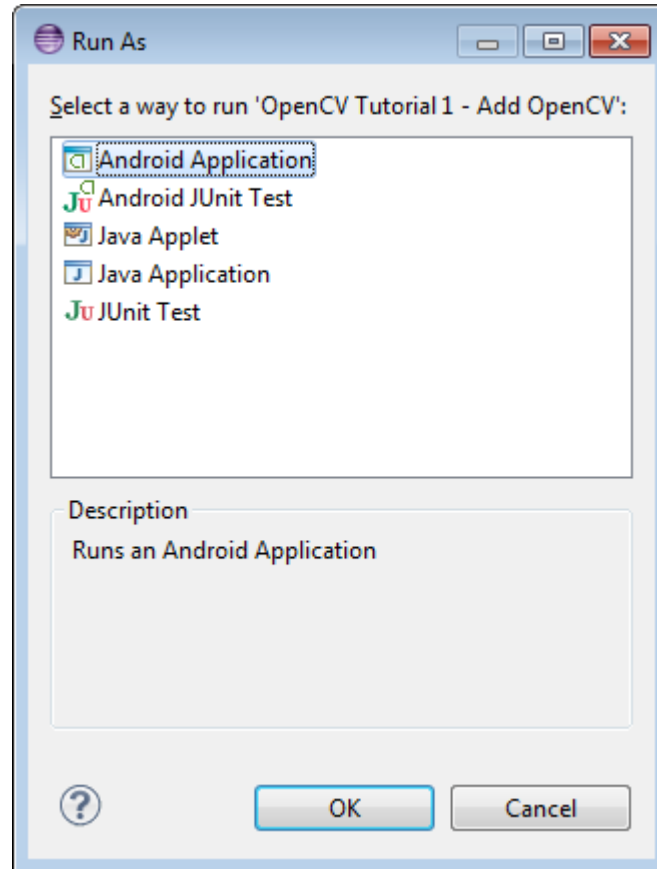 Run As
Select a way to run 'OpenCV Tutorial 1 - Add OpenCV':
Android Application
Android JUnit Test
Java Applet
Java Application
JUnit Test
Description
Runs an Android Application
OK
Cancel